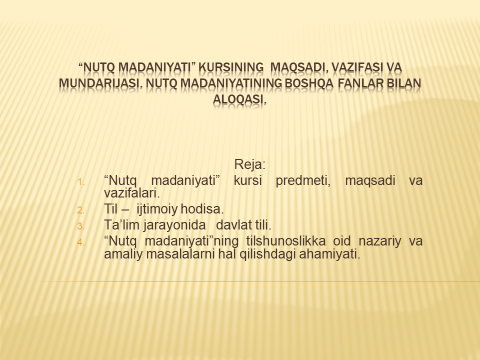 “NUTQ MADANIYATI” KURSINING MAQSADI, VAZIFASI VA
MUNDARIJASI. NUTQ MADANIYATINING BOSHQA FANLAR BILAN
ALOQASI.
Reja:
1. “Nutq madaniyati” kursi predmeti, maqsadi va
vazifalari.
2. Til – ijtimoiy hodisa.
3. Ta’lim jarayonida davlat tili.
4. “Nutq madaniyati”ning tilshunoslikka oid nazariy va
amaliy masalalarni hal qilishdagi ahamiyati.